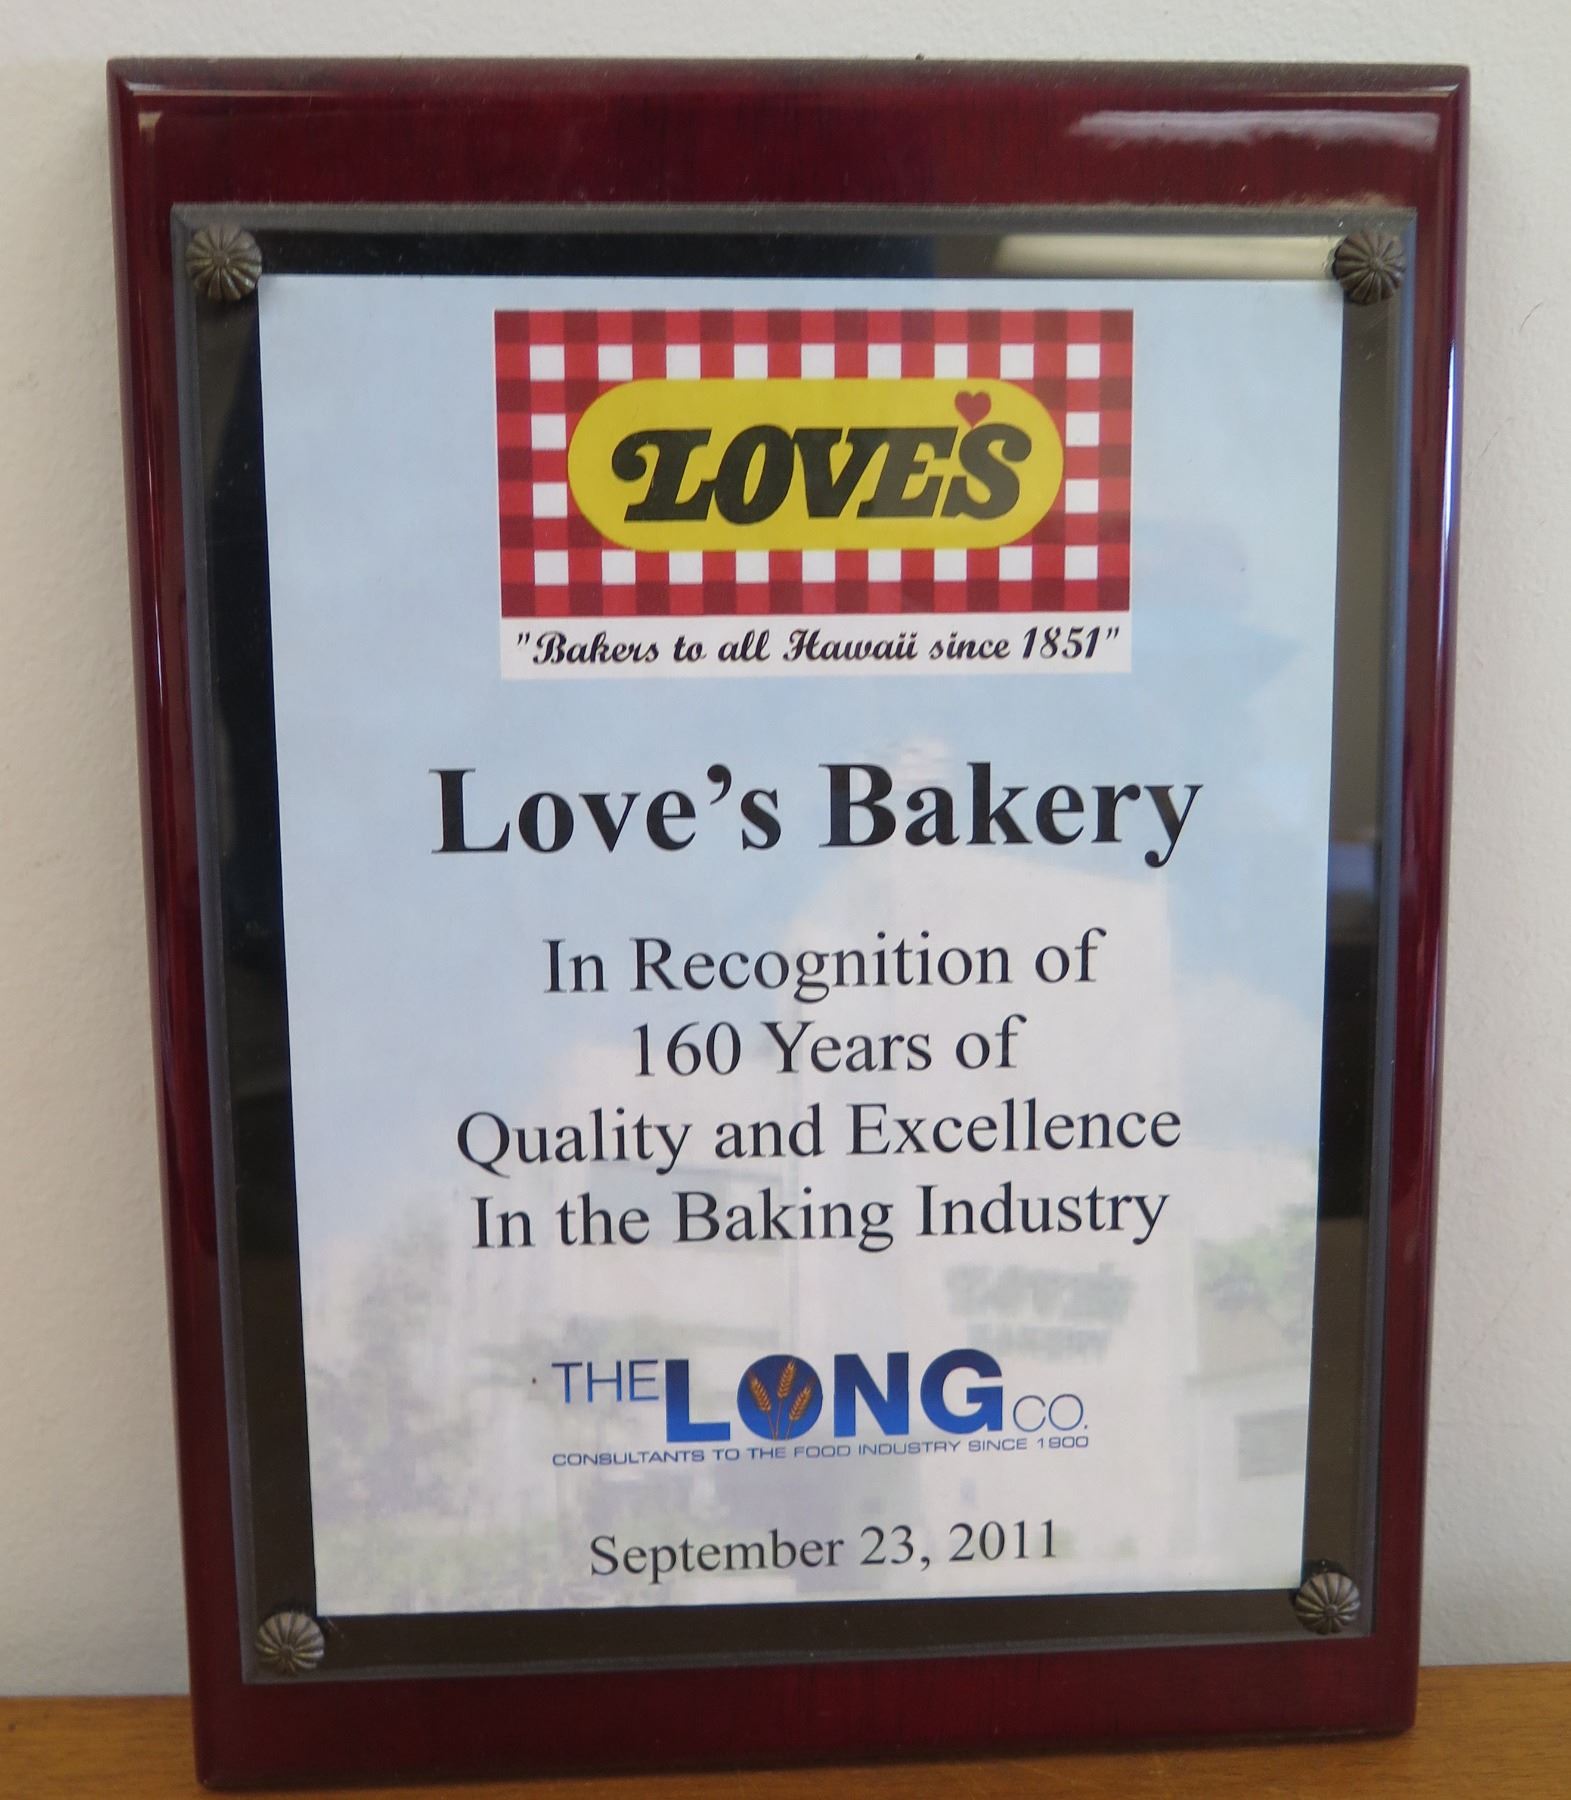 LOVE'S
"Bakers to all Hawaii since 1851"
Love's Bakery
In Recognition of
160 Years of
Quality and Excellence
In the Baking Industry
THE LONG CO.
CONSULTANTS TO THE FOOD INDUSTRY SINCE 1900
September 23, 2011